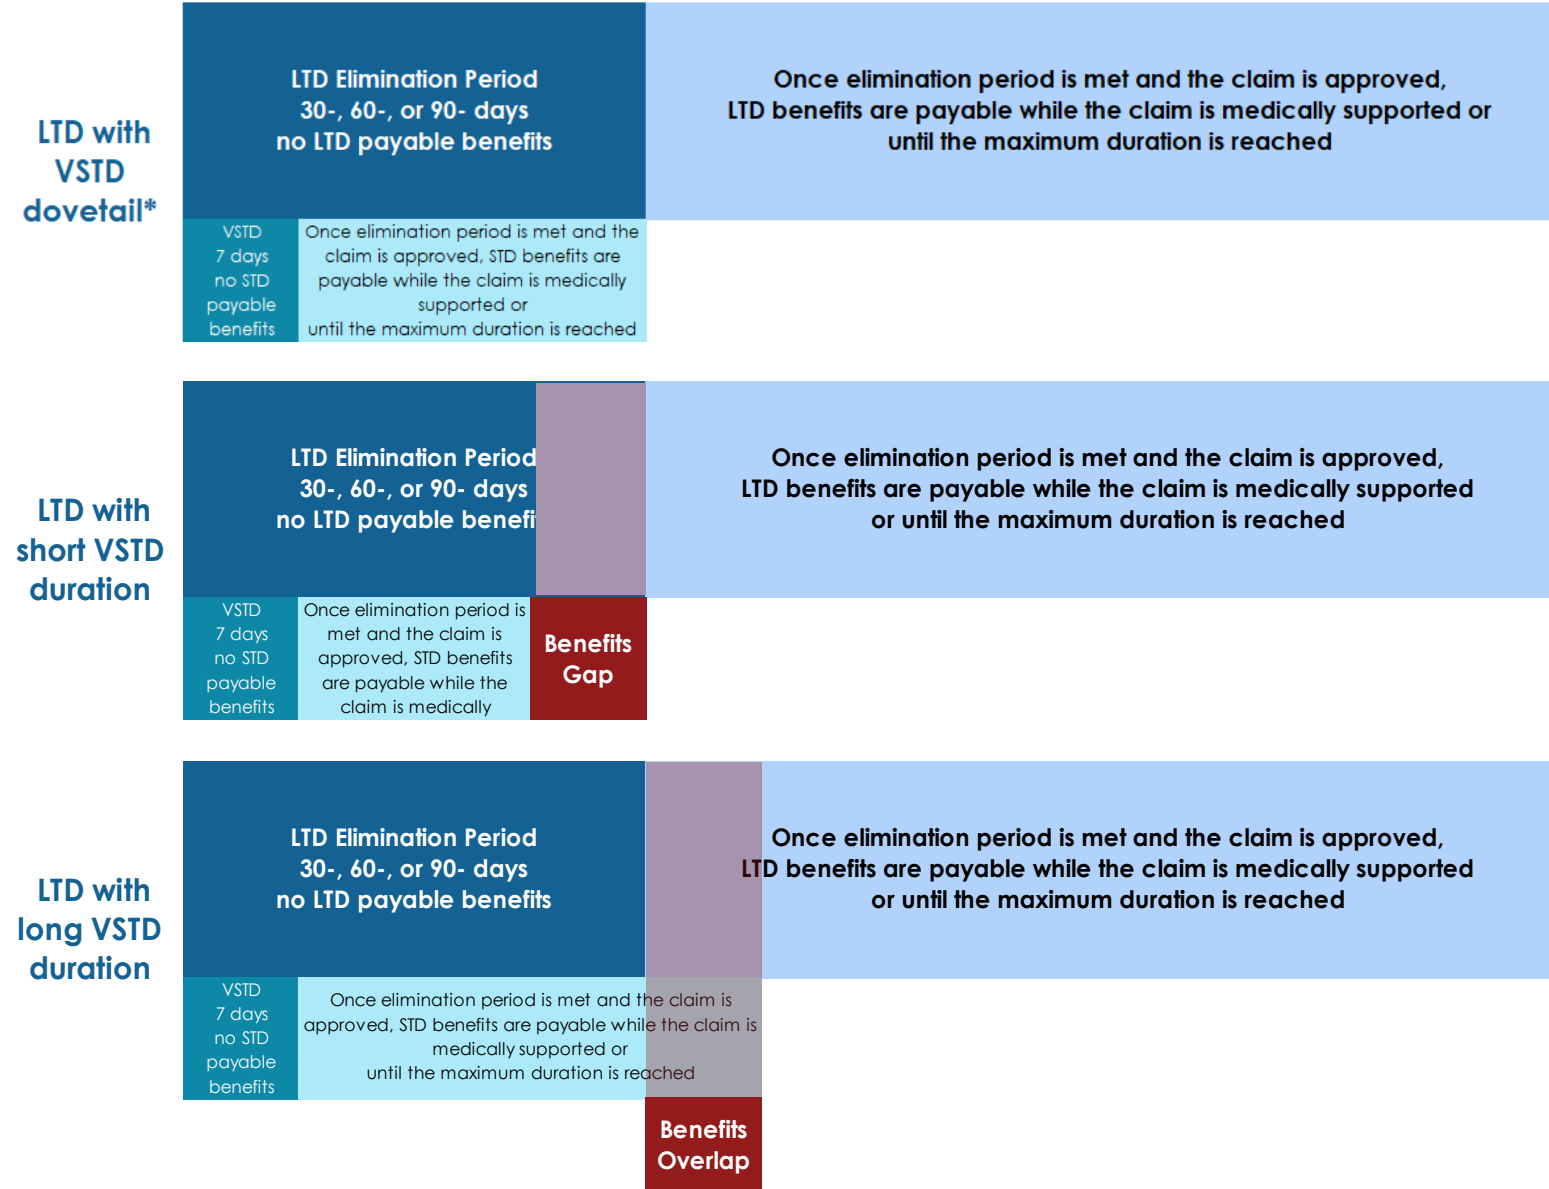 LTD with
VSTD
dovetail*
LTD Elimination Period
30-, 60-, or 90- days
no LTD payable benefits
Once elimination period is met and the claim is approved,
LTD benefits are payable while the claim is medically supported or
until the maximum duration is reached
VSTD
7 days
no STD
payable
benefits
Once elimination period is met and the
claim is approved, STD benefits are
payable while the claim is medically
supported or
until the maximum duration is reached
LTD with
short VSTD
duration
LTD Elimination Period
30-, 60-, or 90- days
no LTD payable benefi
Once elimination period is met and the claim is approved,
LTD benefits are payable while the claim is medically supported
or until the maximum duration is reached
VSTD
7 days
no STD
payable
benefits
Once elimination period is
met and the claim is
approved, STD benefits
are payable while the
claim is medically
Benefits
Gap
LTD with
long VSTD
duration
LTD Elimination Period
30-, 60-, or 90- days
no LTD payable benefits
Once elimination period is met and the claim is approved,
LTD benefits are payable while the claim is medically supported
or until the maximum duration is reached
VSTD
7 days
no STD
payable
benefits
Once elimination period is met and the claim is
approved, STD benefits are payable while the claim is
medically supported or
until the maximum duration is reached
Benefits
Overlap